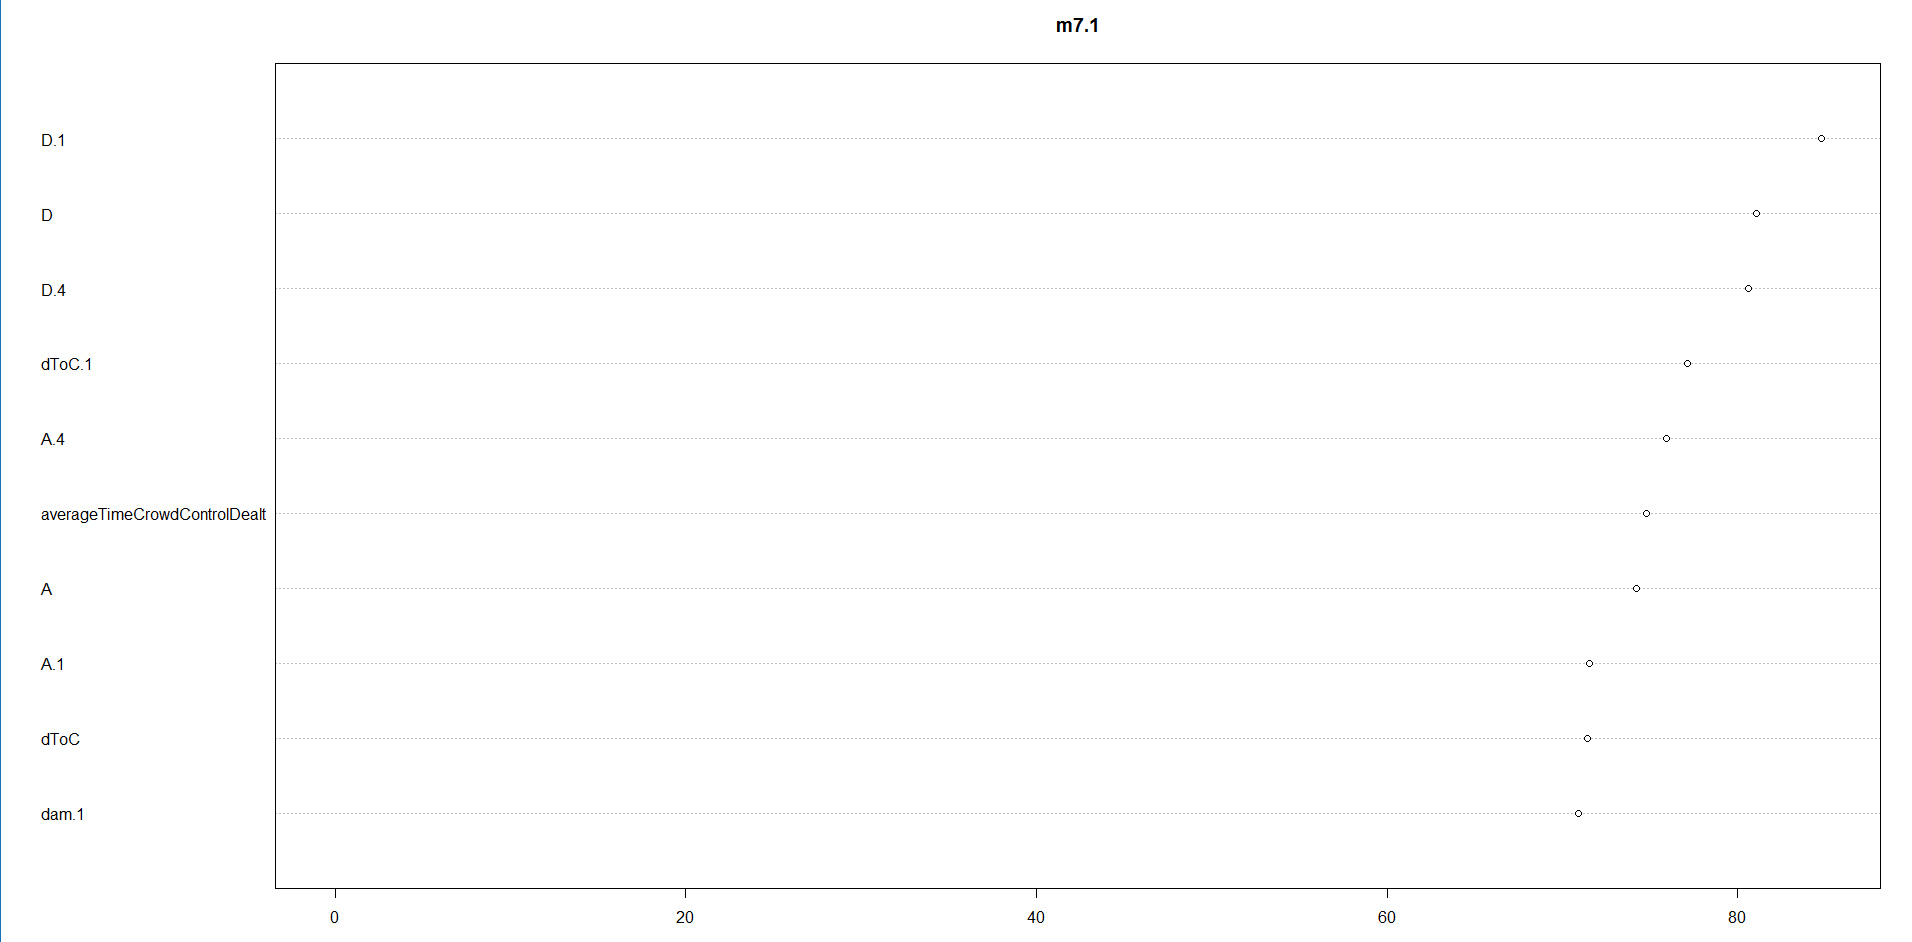 m7.1
D.1
D
D.4
dToC.1
A.4
averageTimeCrowdControlDealt
A
A.1
dToC
dam.1
0 20 40 60 80